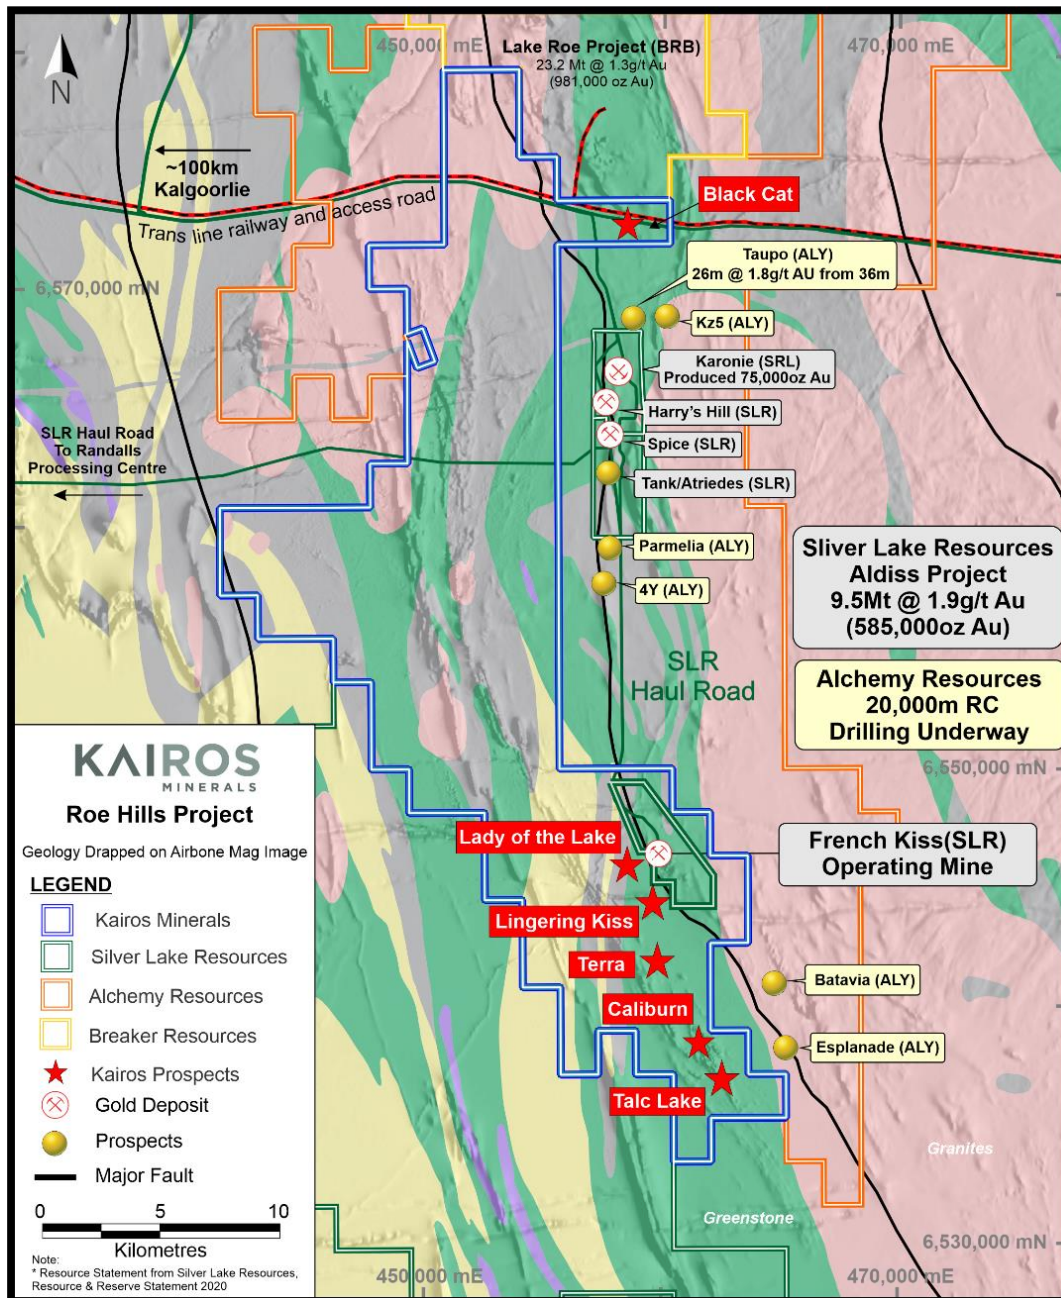 450,000 mE
470,000 mE
Lake Roe Project (BRB)
23.2 Mt @ 1.3g/t Au
(981,000 oz Au)
N
~100km
Kalgoorlie
Trans line railway and access road
Black Cat
Taupo (ALY)
26m @ 1.8g/t AU from 36m
6,570,000 mN
Kz5 (ALY)
Karonie (SRL)
Produced 75,000oz Au
Harry's Hill (SLR)
SLR Haul Road
To Randalls
Processing Centre
Spice (SLR)
Tank/Atriedes (SLR)
Parmelia (ALY)
4Y (ALY)
Sliver Lake Resources
Aldiss Project
9.5Mt @ 1.9g/t Au
(585,000oz Au)
SLR
Haul Road
Alchemy Resources
20,000m RC
Drilling Underway
6,550,000 mN
Lady of the Lake
French Kiss(SLR)
Operating Mine
Lingering Kiss
Terra
Batavia (ALY)
Caliburn
Esplanade (ALY)
Talc Lake
Granites
Greenstone
6,530,000 mN
450,000 mE
470,000 mE
KAIROS
MINERALS
Roe Hills Project
Geology Drapped on Airbone Mag Image
LEGEND
Kairos Minerals
Silver Lake Resources
Alchemy Resources
Breaker Resources
Kairos Prospects
Gold Deposit
Prospects
Major Fault
0 5 10
Kilometres
Note:
* Resource Statement from Silver Lake Resources,
Resource & Reserve Statement 2020